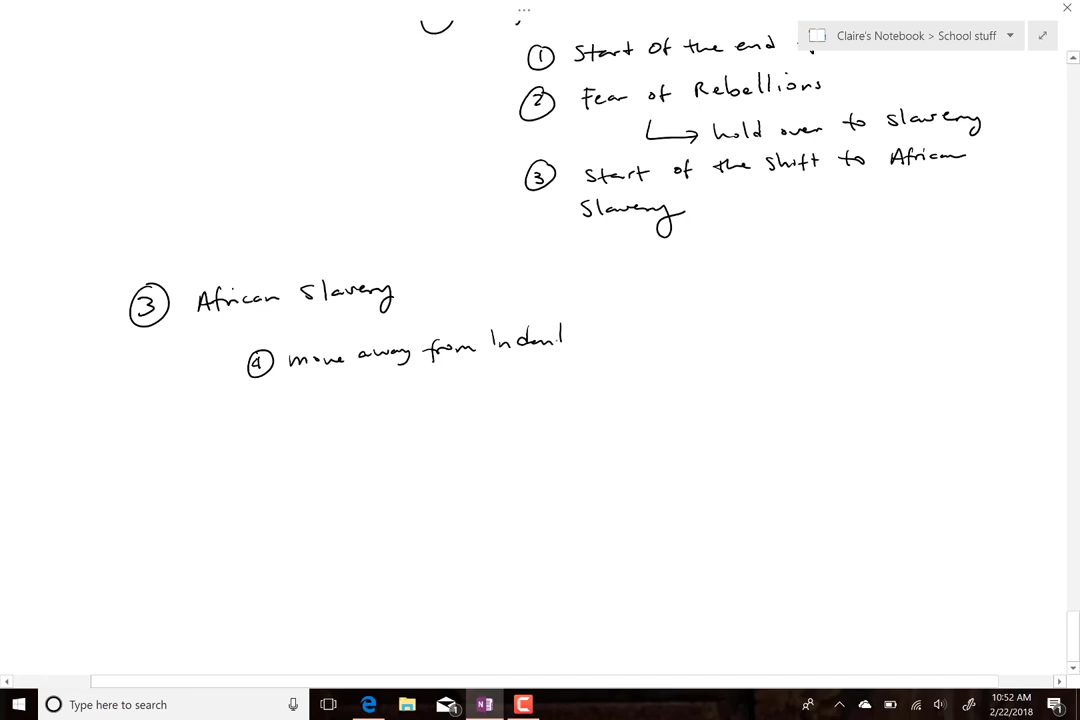 Claire's Notebook > School stuff
① Start of the end
② Fear of Rebellions
↳ hold over to slavery
③ Start of the shift to African
Slavery
③ African Slavery
move away from Indent
Type here to search
10:52 AM
2/22/2018